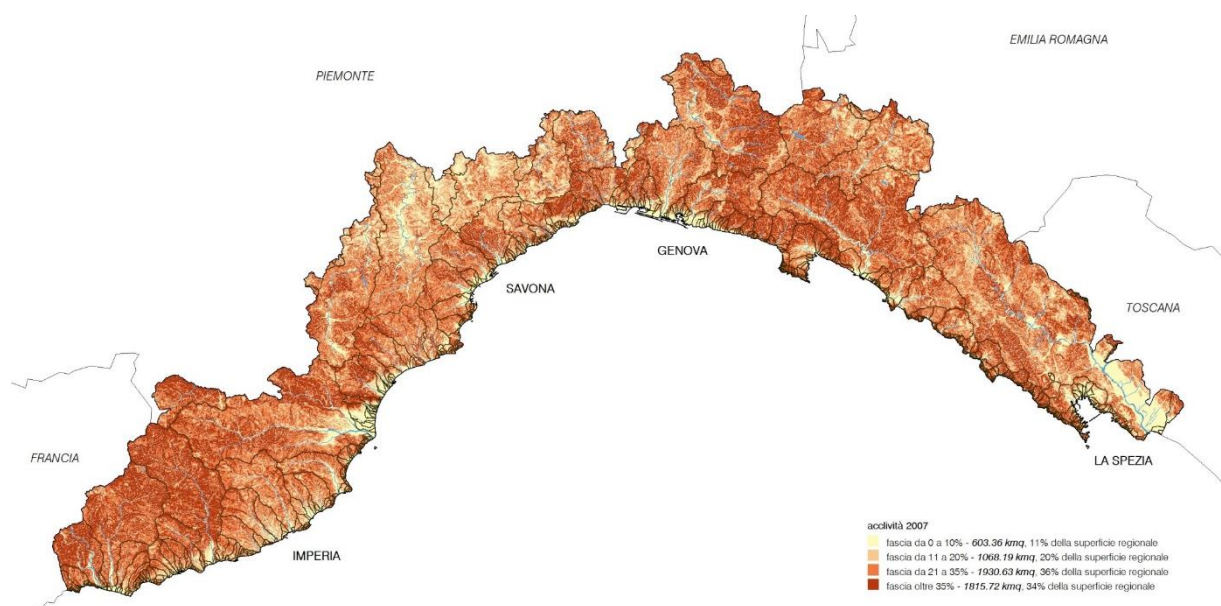 EMILIA ROMAGNA
PIEMONTE
GENOVA
SAVONA
TOSCANA
FRANCIA
LA SPEZIA
IMPERIA
acclività 2007
fascia da 0 a 10% - 603.36 kmq, 11% della superficie regionale
fascia da 11 a 20% - 1068.19 kmq, 20% della superficie regionale
fascia da 21 a 35% - 1930.63 kmq, 36% della superficie regionale
fascia oltre 35% - 1815.72 kmq, 34% della superficie regionale